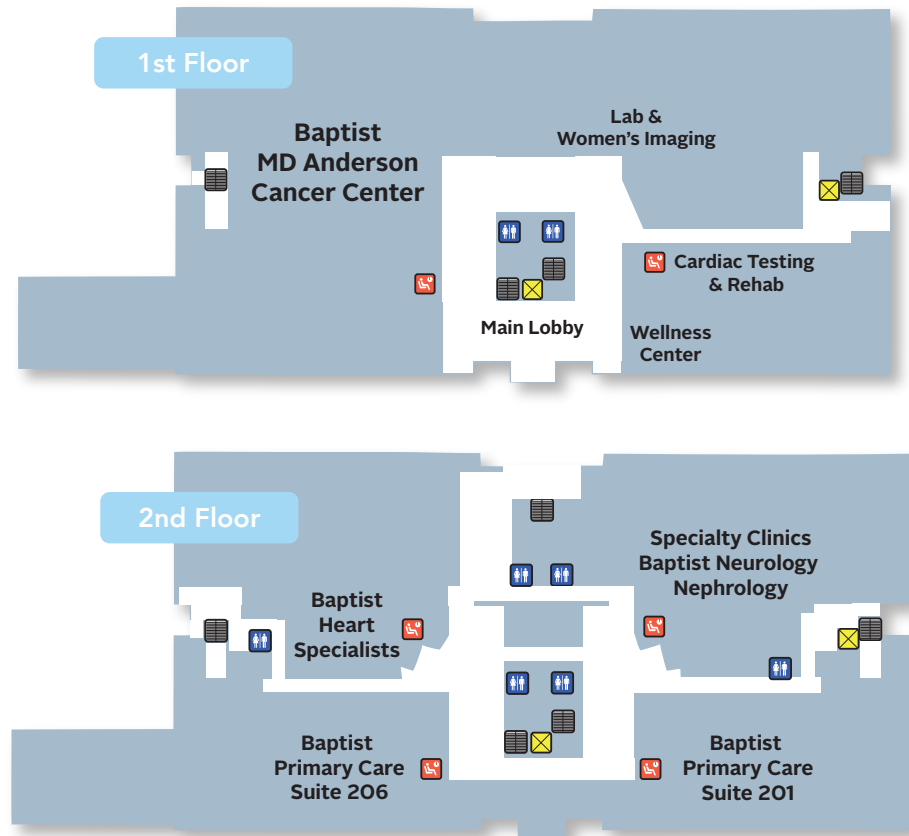 1st Floor
Baptist
MD Anderson
Cancer Center
Lab &
Women's Imaging
Cardiac Testing
& Rehab
Main Lobby
Wellness
Center
2nd Floor
Specialty Clinics
Baptist Neurology
Nephrology
Baptist
Heart
Specialists
Baptist
Primary Care
Suite 206
Baptist
Primary Care
Suite 201